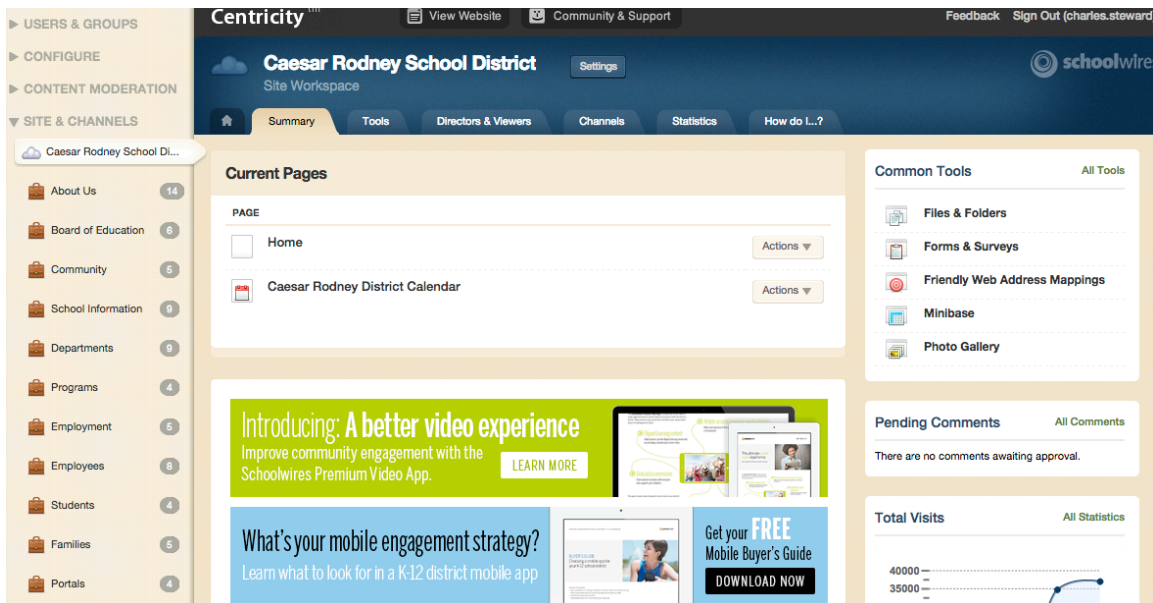 USERS & GROUPS
CONFIGURE
CONTENT MODERATION
SITE & CHANNELS
Caesar Rodney School Di...
About Us 14
Board of Education 6
Community 5
School Information 9
Departments 9
Programs 4
Employment 5
Employees 8
Students 4
Families 5
Portals 4
Centricity™
View Website
Community & Support
Feedback
Sign Out (charles.steward
Caesar Rodney School District
Settings
Site Workspace
schoolwire
Summary
Tools
Directors & Viewers
Channels
Statistics
How do I...?
Current Pages
PAGE
Home
Actions
Caesar Rodney District Calendar
Actions
Introducing: A better video experience
Improve community engagement with the
Schoolwires Premium Video App.
LEARN MORE
What's your mobile engagement strategy?
Learn what to look for in a K-12 district mobile app
Get your FREE
Mobile Buyer's Guide
DOWNLOAD NOW
Common Tools
All Tools
Files & Folders
Forms & Surveys
Friendly Web Address Mappings
Minibase
Photo Gallery
Pending Comments
All Comments
There are no comments awaiting approval.
Total Visits
All Statistics
40000
35000